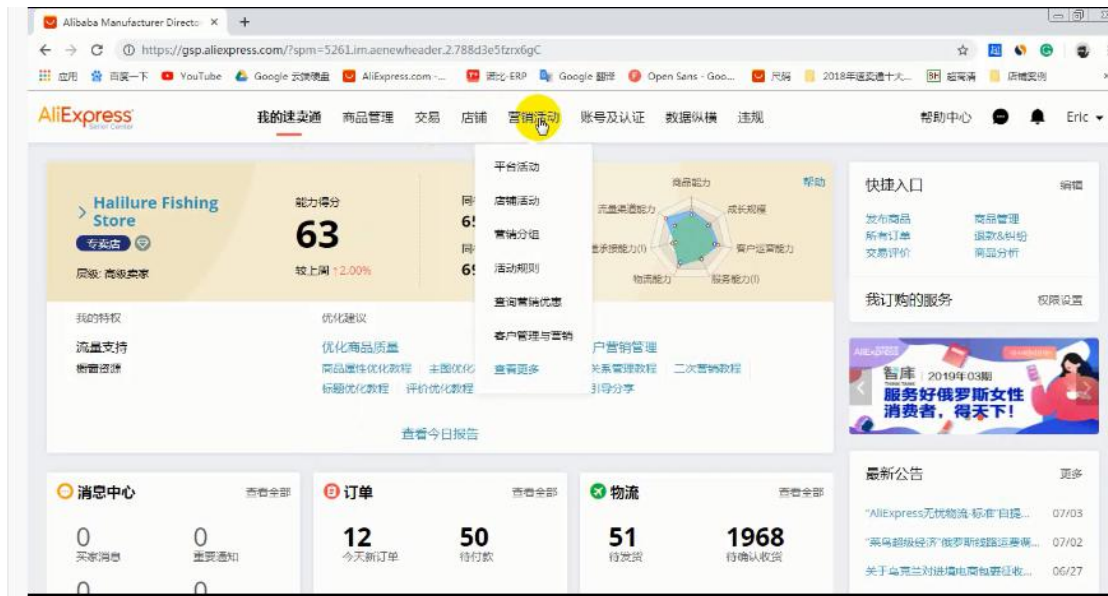 Alibaba Manufacturer Directo
https://gsp.aliexpress.com/?spm=5261.im.aenewheader.2.788d3e5fzrx6gC
应用 百度一下 YouTube Google 云端硬盘 AliExpress.com -... Google 翻译 Open Sans - Goo... 尺码 2018年速卖通十大... BH 超高清 店铺案例
AliExpress
Seller Center
我的速卖通 商品管理 交易 店铺 营销活动 账号及认证 数据纵横 违规 帮助中心 Eric
平台活动
店铺活动
营销分组
活动规则
查询营销优惠
客户管理与营销
查看更多
Halilure Fishing
Store
专卖店
层级: 高级卖家
能力得分
63
较上周 ↑2.00%
商品能力
帮助
流量渠道能力
成长规模
客户运营能力
物流能力
服务能力(I)
快捷入口 编辑
发布商品 商品管理
所有订单 退款&纠纷
交易评价 商品分析
我订购的服务 权限设置
我的特权
流量支持
橱窗资源
优化建议
优化商品质量
商品属性优化教程
标题优化教程 评价优化教程
户营销管理
关系管理教程 二次营销教程
引导分享
查看今日报告
智库 2019年03期
服务好俄罗斯女性
消费者，得天下！
消息中心 查看全部
0 0
买家消息 重要通知
订单 查看全部
12 50
今天新订单 待付款
物流 查看全部
51 1968
待发货 待确认收货
最新公告 更多
"AliExpress无忧物流-标准"自提... 07/03
"菜鸟超级经济"俄罗斯线路运费调... 07/02
关于乌克兰对进境电商包裹征收... 06/27